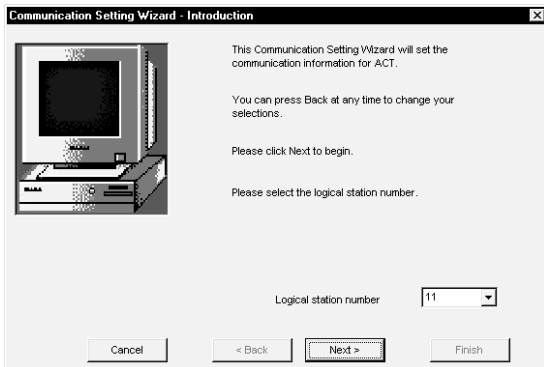 Communication Setting Wizard - Introduction
This Communication Setting Wizard will set the
communication information for ACT.
You can press Back at any time to change your
selections.
Please click Next to begin.
Please select the logical station number.
Logical station number 11
Cancel < Back Next > Finish